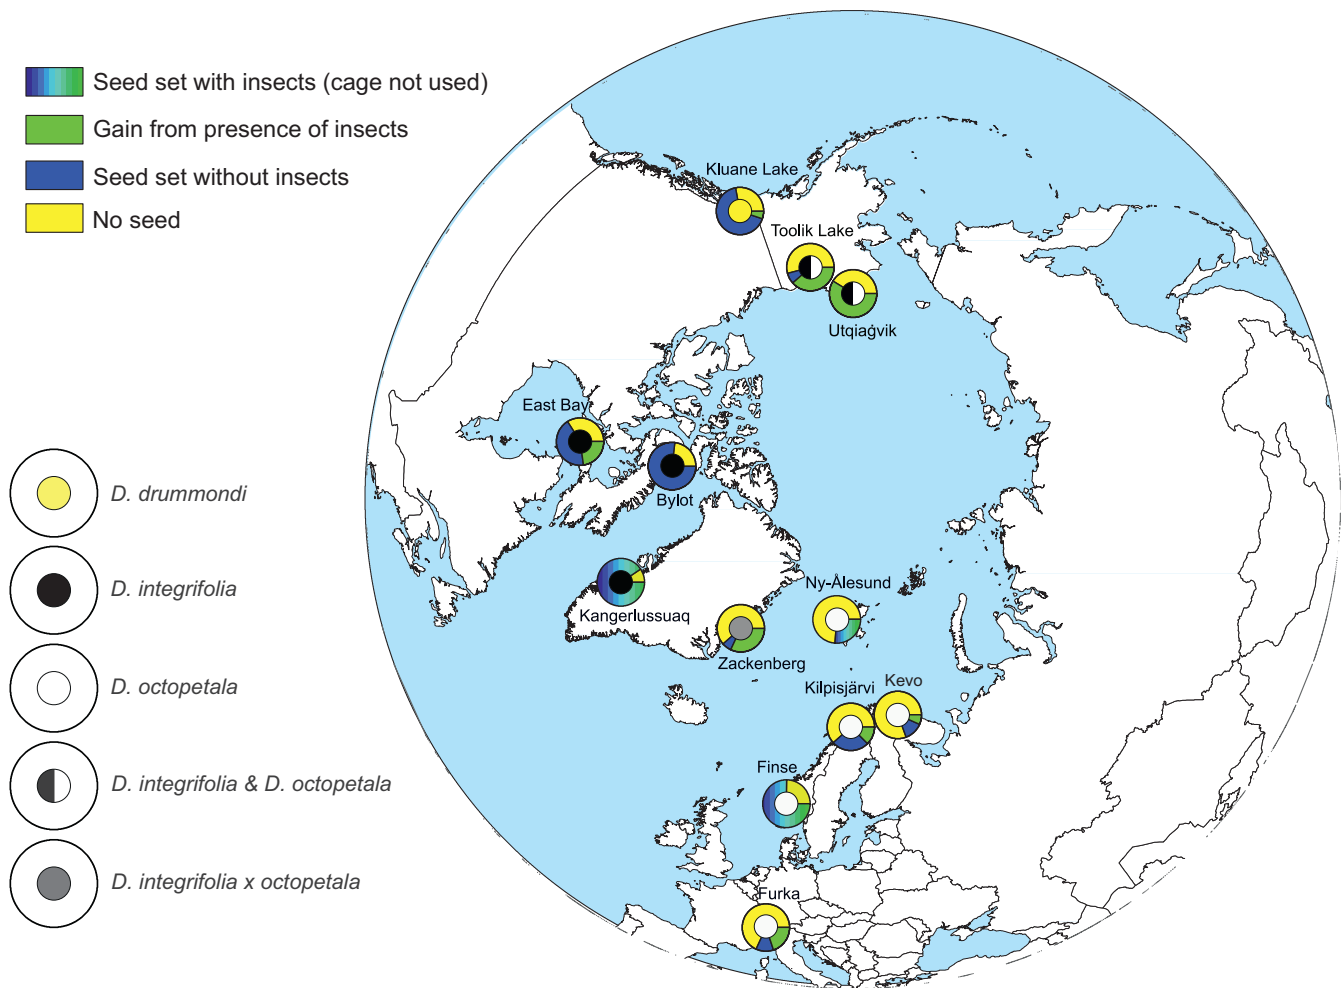 Seed set with insects (cage not used)
Gain from presence of insects
Seed set without insects
No seed
Kluane Lake
Toolik Lake
Utqiaġvik
East Bay
Bylot
Kangerlussuaq
Ny-Ålesund
Zackenberg
Kilpisjärvi
Kevo
Finse
Furka
D. drummondi
D. integrifolia
D. octopetala
D. integrifolia & D. octopetala
D. integrifolia x octopetala